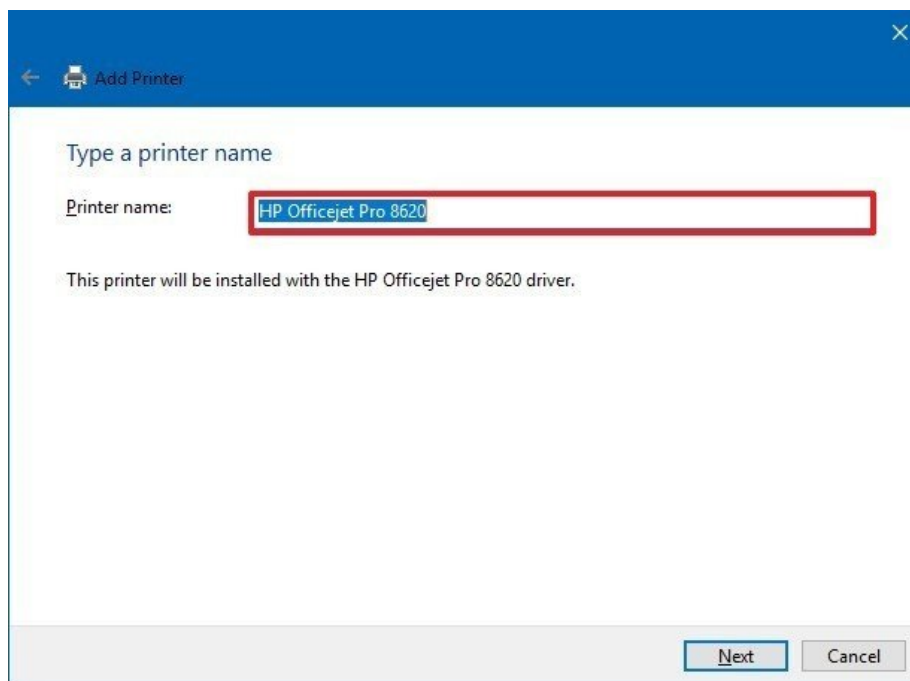 Add Printer
Type a printer name
Printer name: HP Officejet Pro 8620
This printer will be installed with the HP Officejet Pro 8620 driver.
Next Cancel